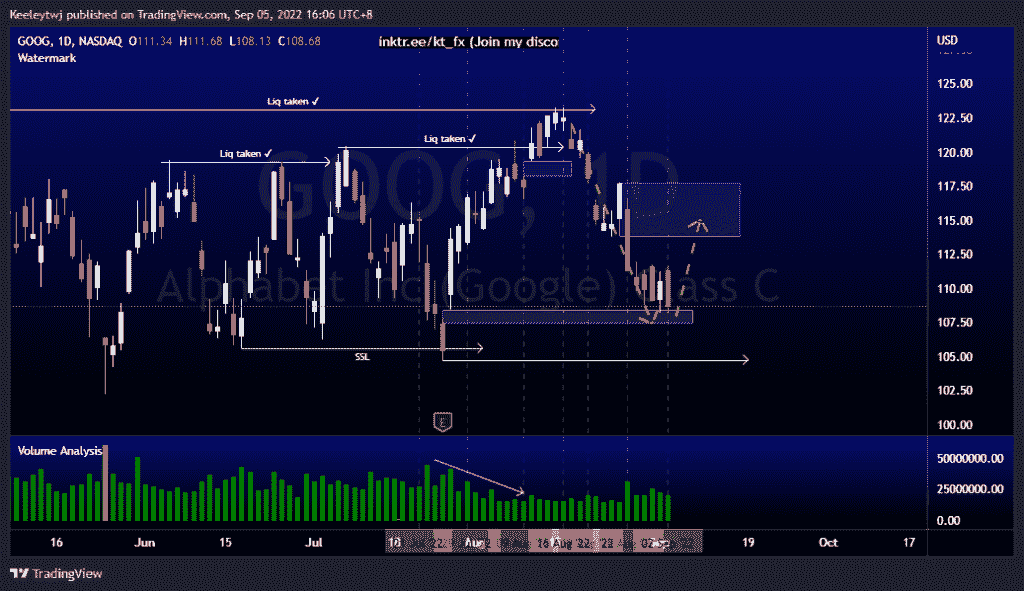 Keeleytwj published on TradingView.com, Sep 05, 2022 16:06 UTC+8
GOOG, 1D, NASDAQ O111.34 H111.68 L108.13 C108.68
inktr.ee/kt_fx (Join my disco
USD
Watermark
125.00
Liq taken ✓
122.50
Liq taken ✓
Liq taken ✓
120.00
GOOG, 1D
117.50
115.00
112.50
Alphabet Inc (Google) Class C
110.00
107.50
SSL
105.00
102.50
E
100.00
Volume Analysis
50000000.00
25000000.00
0.00
16 Jun 15 Jul 18 Aug 16 Aug '22 Sep 19 Oct 17
TradingView